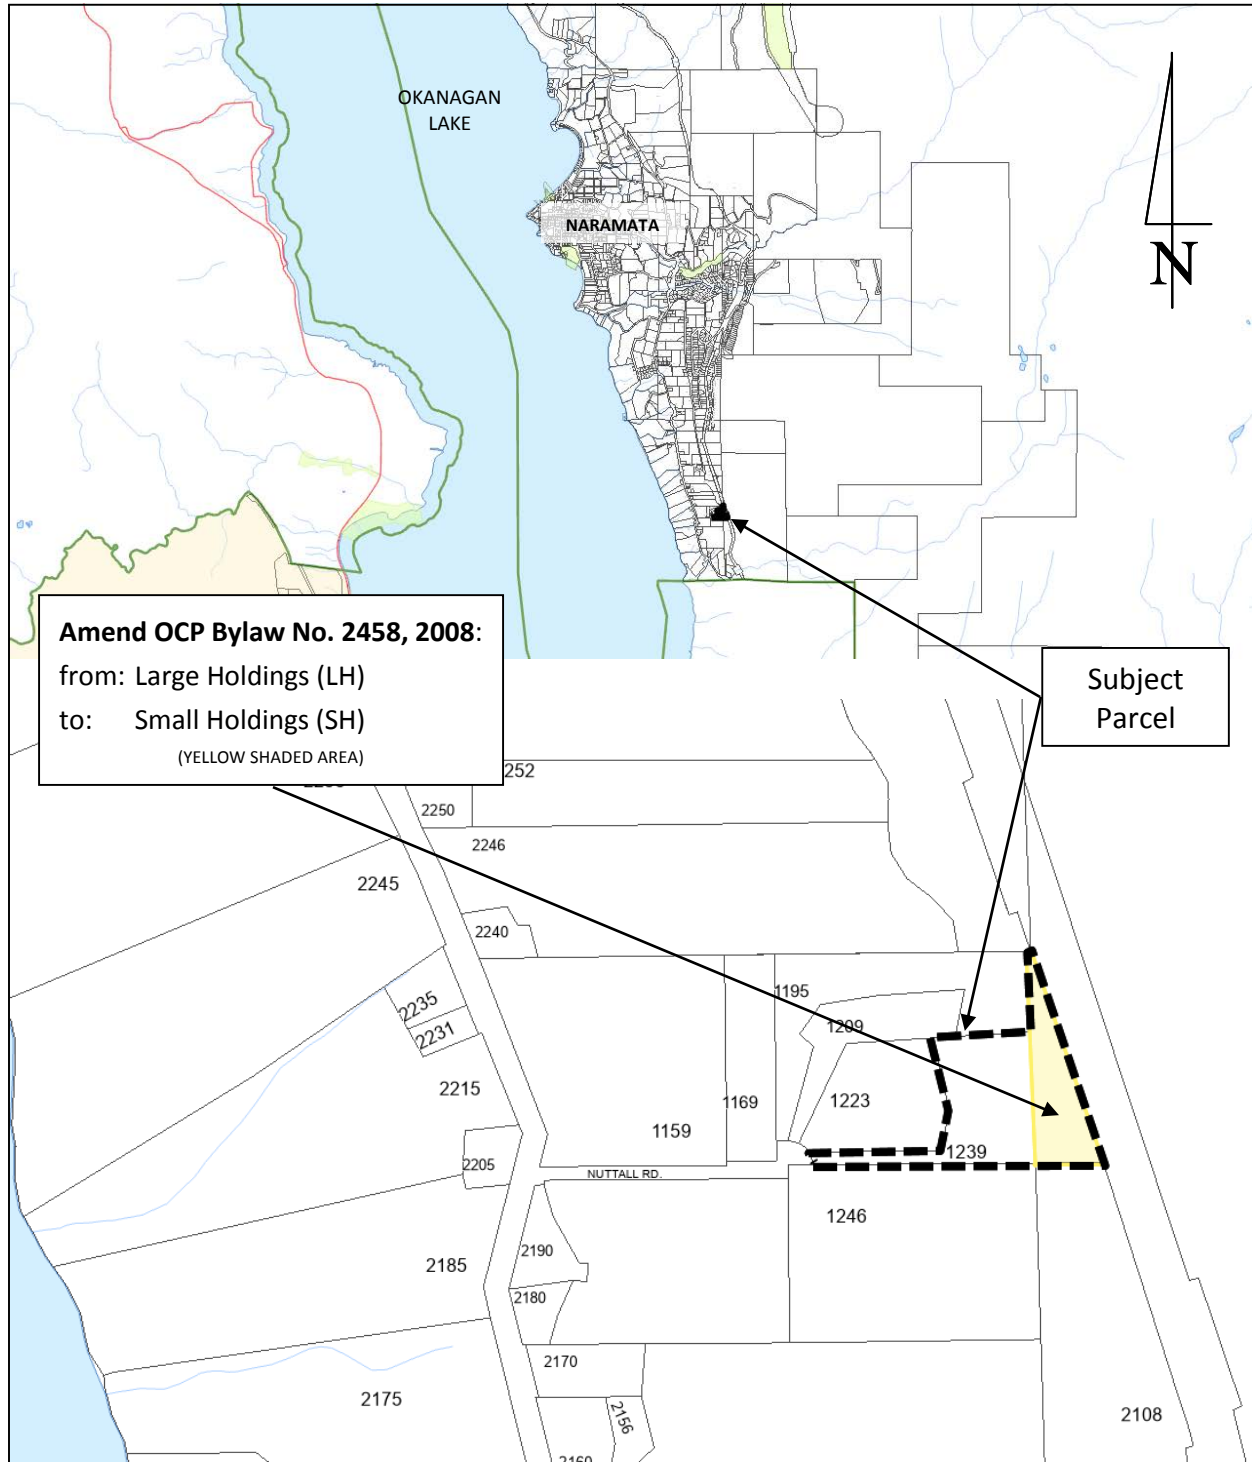 OKANAGAN
LAKE
NARAMATA
N
Amend OCP Bylaw No. 2458, 2008:
from: Large Holdings (LH)
to: Small Holdings (SH)
(YELLOW SHADED AREA)
Subject
Parcel
252
2250
2246
2245
2240
2235
2231
2215
2205
1195
1209
1223
1169
1159
1239
NUTTALL RD.
1246
2190
2185
2180
2170
2175
2156
2108
2160